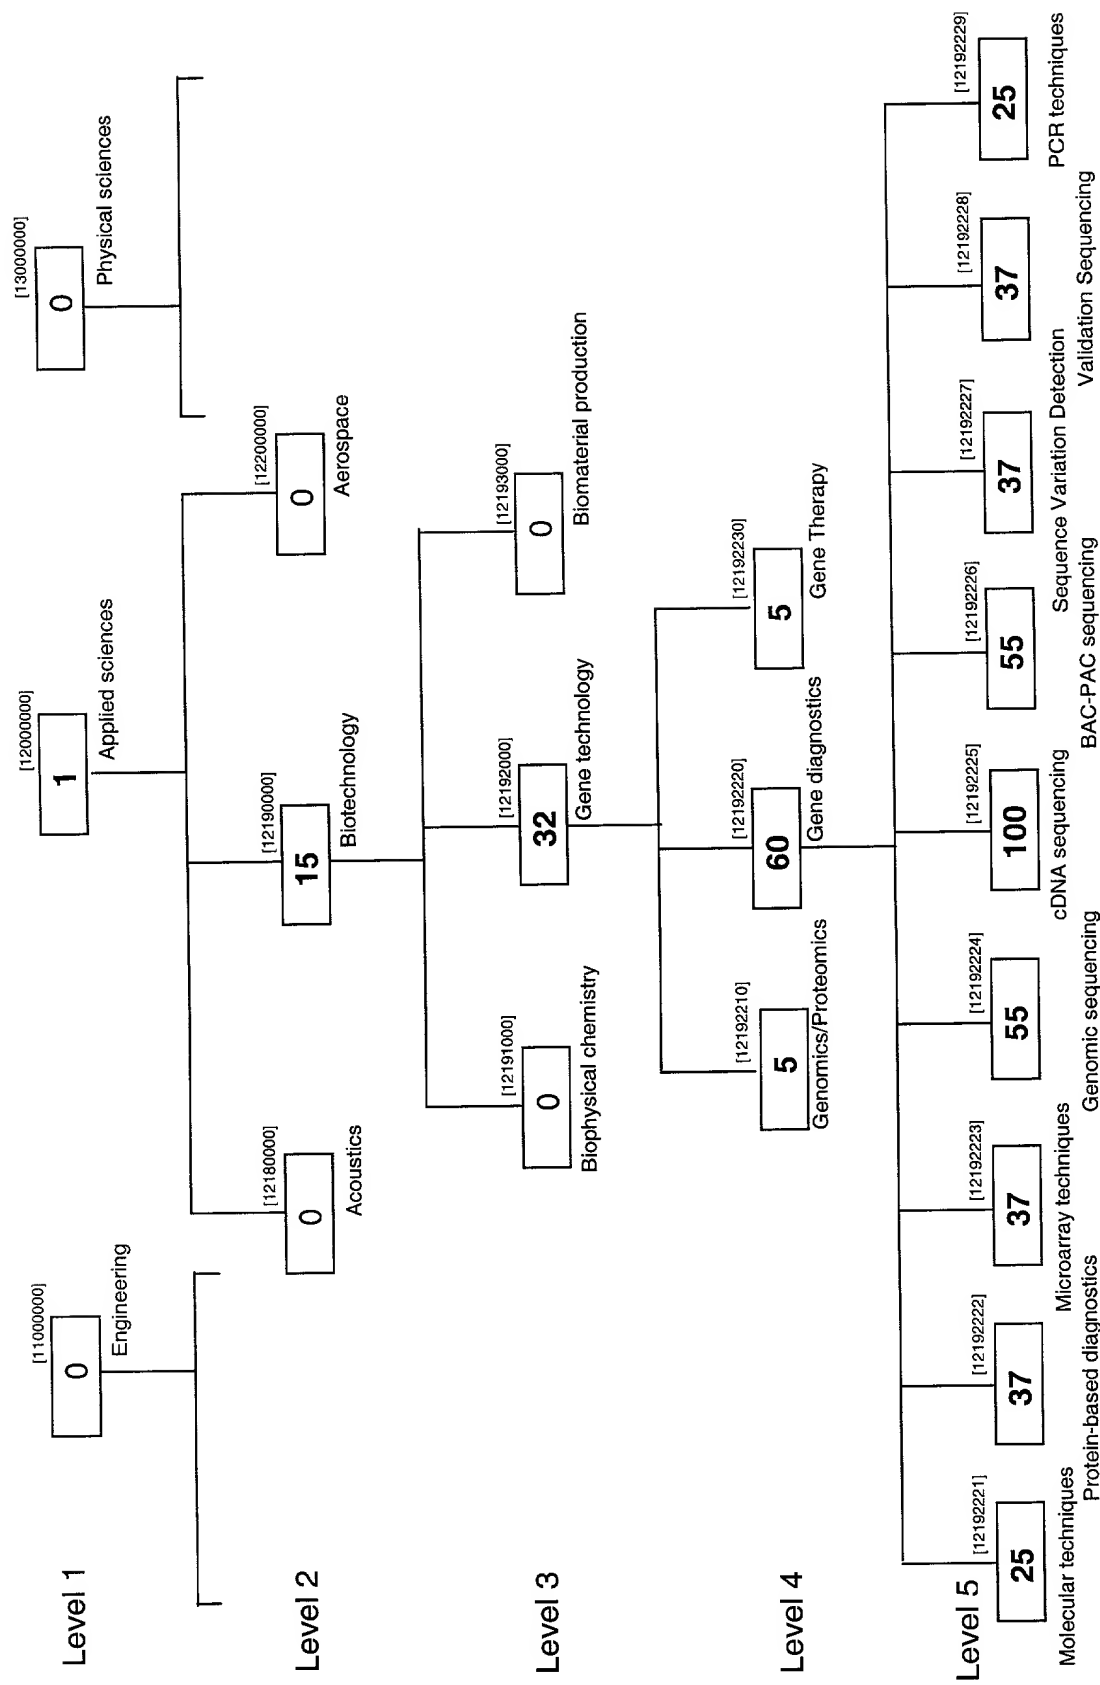 Level 1
[11000000]
0
Engineering
[12000000]
1
Applied sciences
[13000000]
0
Physical sciences
Level 2
[12180000]
0
Acoustics
[12190000]
15
Biotechnology
[12200000]
0
Aerospace
Level 3
[12191000]
0
Biophysical chemistry
[12192000]
32
Gene technology
[12193000]
0
Biomaterial production
Level 4
[12192210]
5
Genomics/Proteomics
[12192220]
60
Gene diagnostics
[12192230]
5
Gene Therapy
Level 5
[12192221]
25
Molecular techniques
[12192222]
37
Protein-based diagnostics
[12192223]
37
Microarray techniques
[12192224]
55
Genomic sequencing
[12192225]
100
cDNA sequencing
[12192226]
55
BAC-PAC sequencing
[12192227]
37
Sequence Variation Detection
[12192228]
37
Validation Sequencing
[12192229]
25
PCR techniques